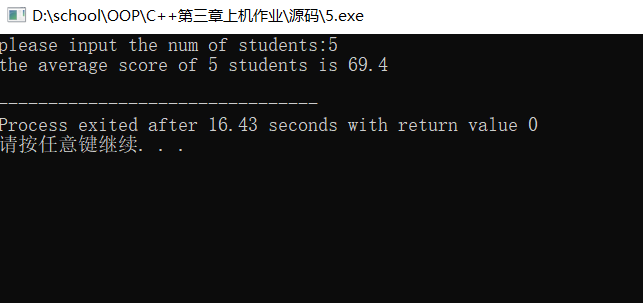 D:\school\OOP\C++第三章上机作业\源码\5.exe
please input the num of students:5
the average score of 5 students is 69.4
--------------------------------
Process exited after 16.43 seconds with return value 0
请按任意键继续. . .